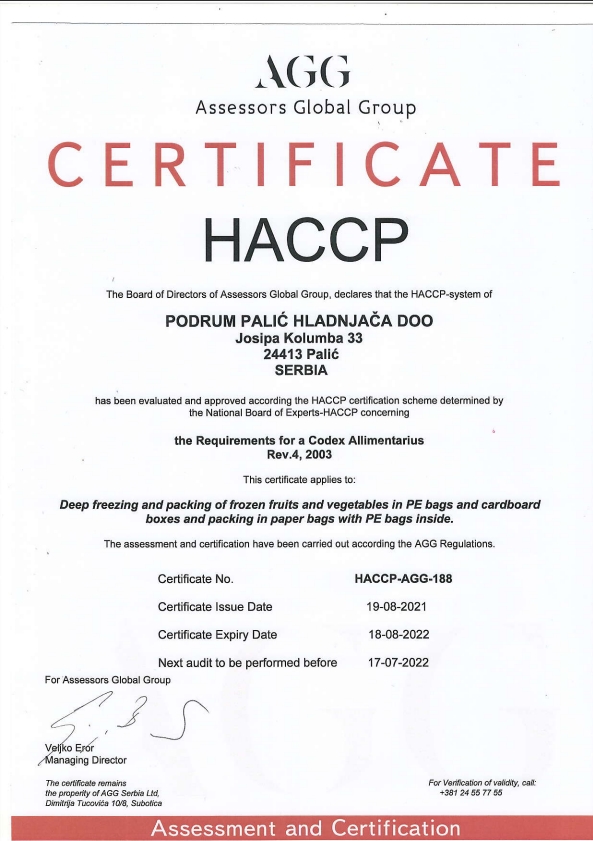 AGG
Assessors Global Group
CERTIFICATE
HACCP
The Board of Directors of Assessors Global Group, declares that the HACCP-system of
PODRUM PALIĆ HLADNJAČA DOO
Josipa Kolumba 33
24413 Palić
SERBIA
has been evaluated and approved according the HACCP certification scheme determined by
the National Board of Experts-HACCP concerning
the Requirements for a Codex Allimentarius
Rev.4, 2003
This certificate applies to:
Deep freezing and packing of frozen fruits and vegetables in PE bags and cardboard
boxes and packing in paper bags with PE bags inside.
The assessment and certification have been carried out according the AGG Regulations.
Certificate No. HACCP-AGG-188
Certificate Issue Date 19-08-2021
Certificate Expiry Date 18-08-2022
Next audit to be performed before 17-07-2022
For Assessors Global Group
Veljko Eror
Managing Director
The certificate remains
the properity of AGG Serbia Ltd,
Dimitrija Tucovića 10/8, Subotica
For Verification of validity, call:
+381 24 55 77 55
Assessment and Certification